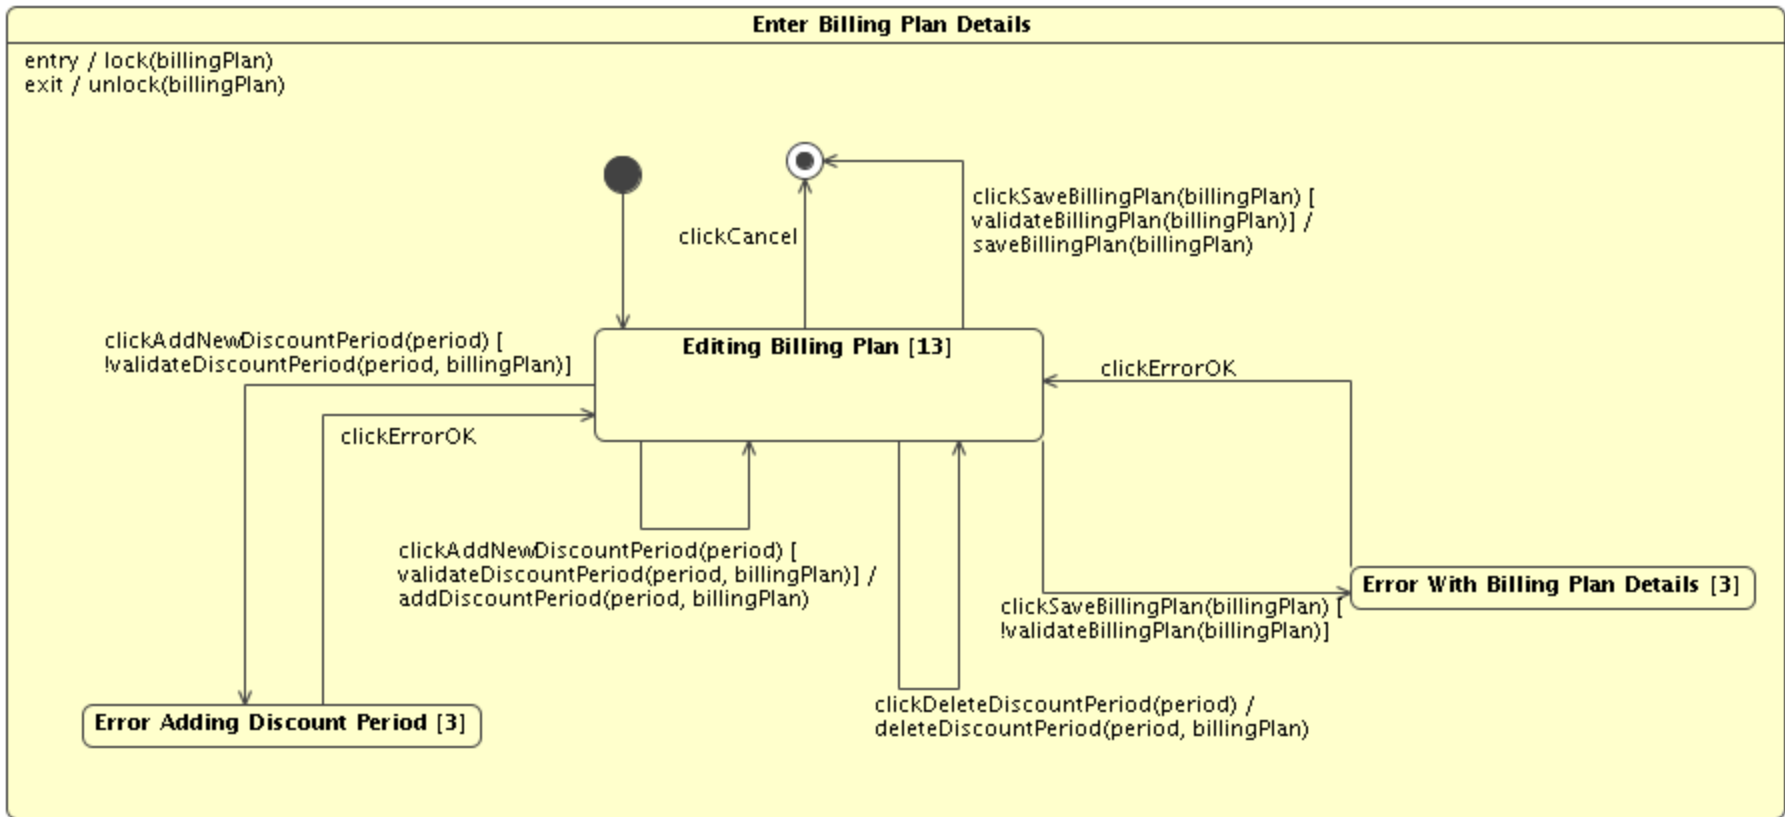 Enter Billing Plan Details
entry / lock(billingPlan)
exit / unlock(billingPlan)
clickSaveBillingPlan(billingPlan) [
validateBillingPlan(billingPlan)] /
saveBillingPlan(billingPlan)
clickCancel
clickAddNewDiscountPeriod(period) [
!validateDiscountPeriod(period, billingPlan)]
Editing Billing Plan [13]
clickErrorOK
clickErrorOK
clickAddNewDiscountPeriod(period) [
validateDiscountPeriod(period, billingPlan)] /
addDiscountPeriod(period, billingPlan)
Error With Billing Plan Details [3]
clickSaveBillingPlan(billingPlan) [
!validateBillingPlan(billingPlan)]
clickDeleteDiscountPeriod(period) /
deleteDiscountPeriod(period, billingPlan)
Error Adding Discount Period [3]